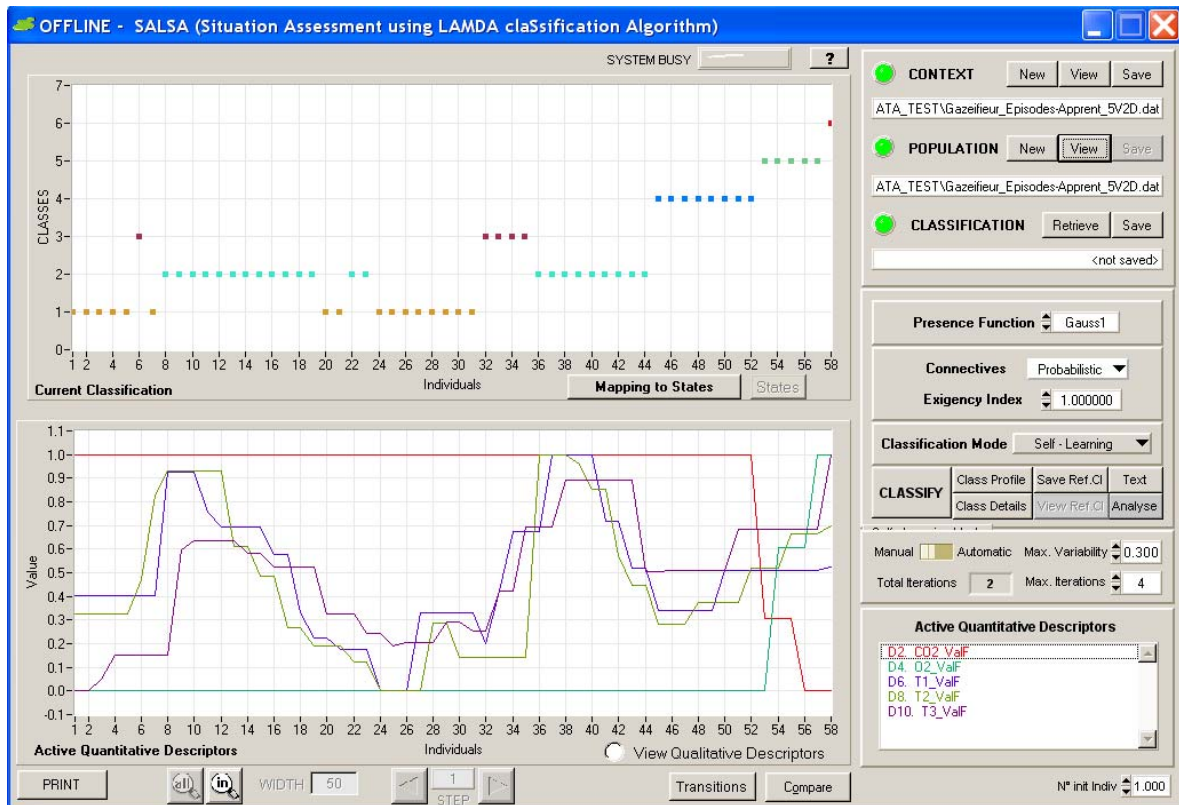 OFFLINE - SALSA (Situation Assessment using LAMDA claSsification Algorithm)
SYSTEM BUSY
?
7
6
5
4
3
2
1
0
CLASSES
1 2 4 6 8 10 12 14 16 18 20 22 24 26 28 30 32 34 36 38 40 42 44 46 48 50 52 54 56 58
Current Classification
Individuals
Mapping to States
States
1.1
1.0
0.9
0.8
0.7
0.6
0.5
0.4
0.3
0.2
0.1
0.0
-0.1
Value
1 2 4 6 8 10 12 14 16 18 20 22 24 26 28 30 32 34 36 38 40 42 44 46 48 50 52 54 56 58
Active Quantitative Descriptors
Individuals
View Qualitative Descriptors
PRINT
all
in
WIDTH 50
1
STEP
Transitions
Compare
CONTEXT New View Save
ATA_TEST\Gazeifieur_Episodes-Apprent_5V2D.dat
POPULATION New View Save
ATA_TEST\Gazeifieur_Episodes-Apprent_5V2D.dat
CLASSIFICATION Retrieve Save
<not saved>
Presence Function Gauss1
Connectives Probabilistic
Exigency Index 1.000000
Classification Mode Self - Learning
CLASSIFY
Class Profile Save Ref.Cl Text
Class Details View Ref.Cl Analyse
Manual Automatic Max. Variability 0.300
Total Iterations 2 Max. Iterations 4
Active Quantitative Descriptors
D2. CO2_ValF
D4. O2_ValF
D6. T1_ValF
D8. T2_ValF
D10. T3_ValF
N° init Indiv 1.000